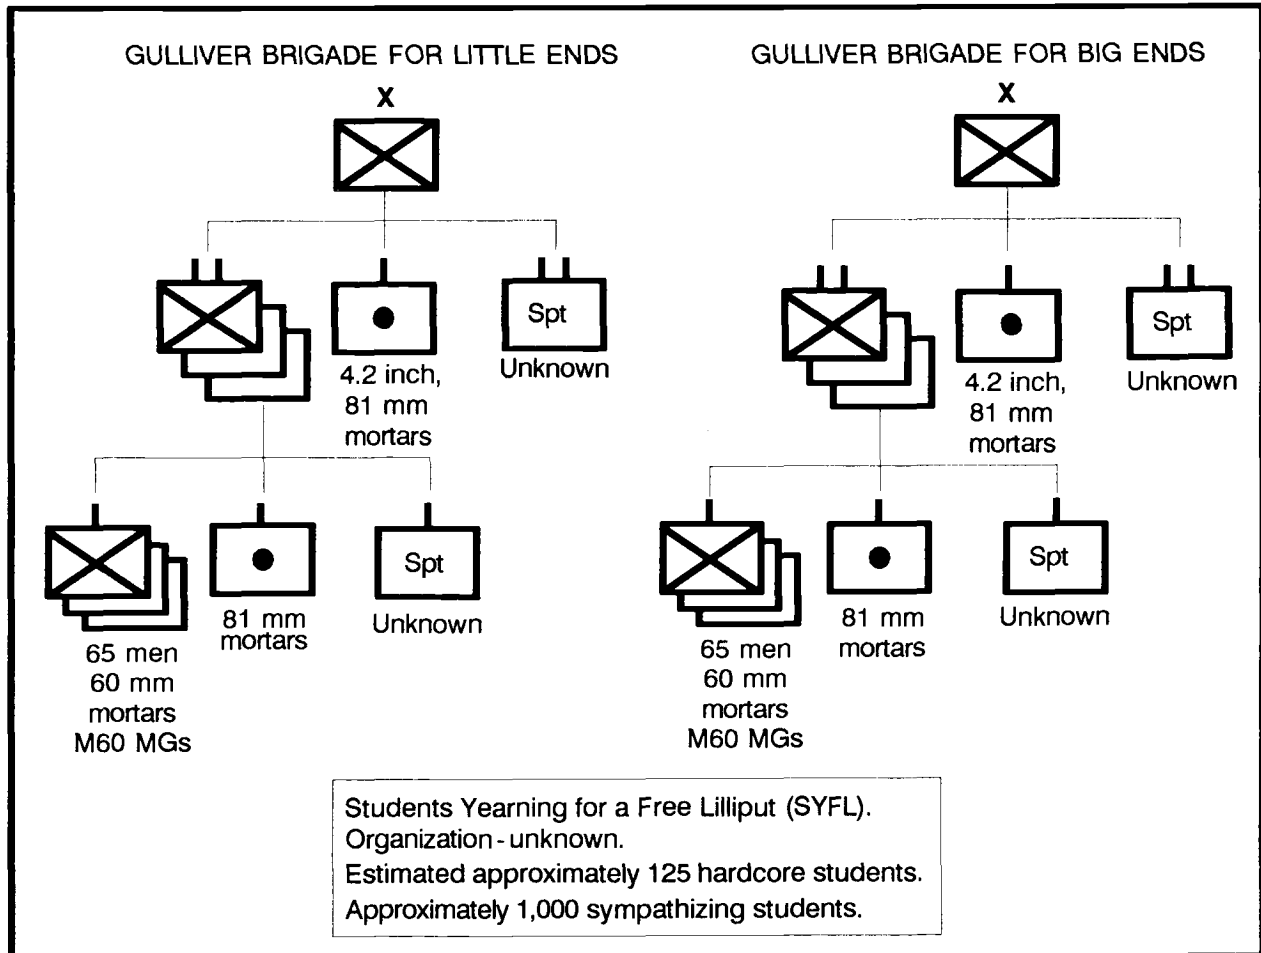 GULLIVER BRIGADE FOR LITTLE ENDS
X
Spt
Unknown
4.2 inch,
81 mm
mortars
65 men
60 mm
mortars
M60 MGs
81 mm
mortars
Spt
Unknown
GULLIVER BRIGADE FOR BIG ENDS
X
Spt
Unknown
4.2 inch,
81 mm
mortars
65 men
60 mm
mortars
M60 MGs
81 mm
mortars
Spt
Unknown
Students Yearning for a Free Lilliput (SYFL).
Organization - unknown.
Estimated approximately 125 hardcore students.
Approximately 1,000 sympathizing students.